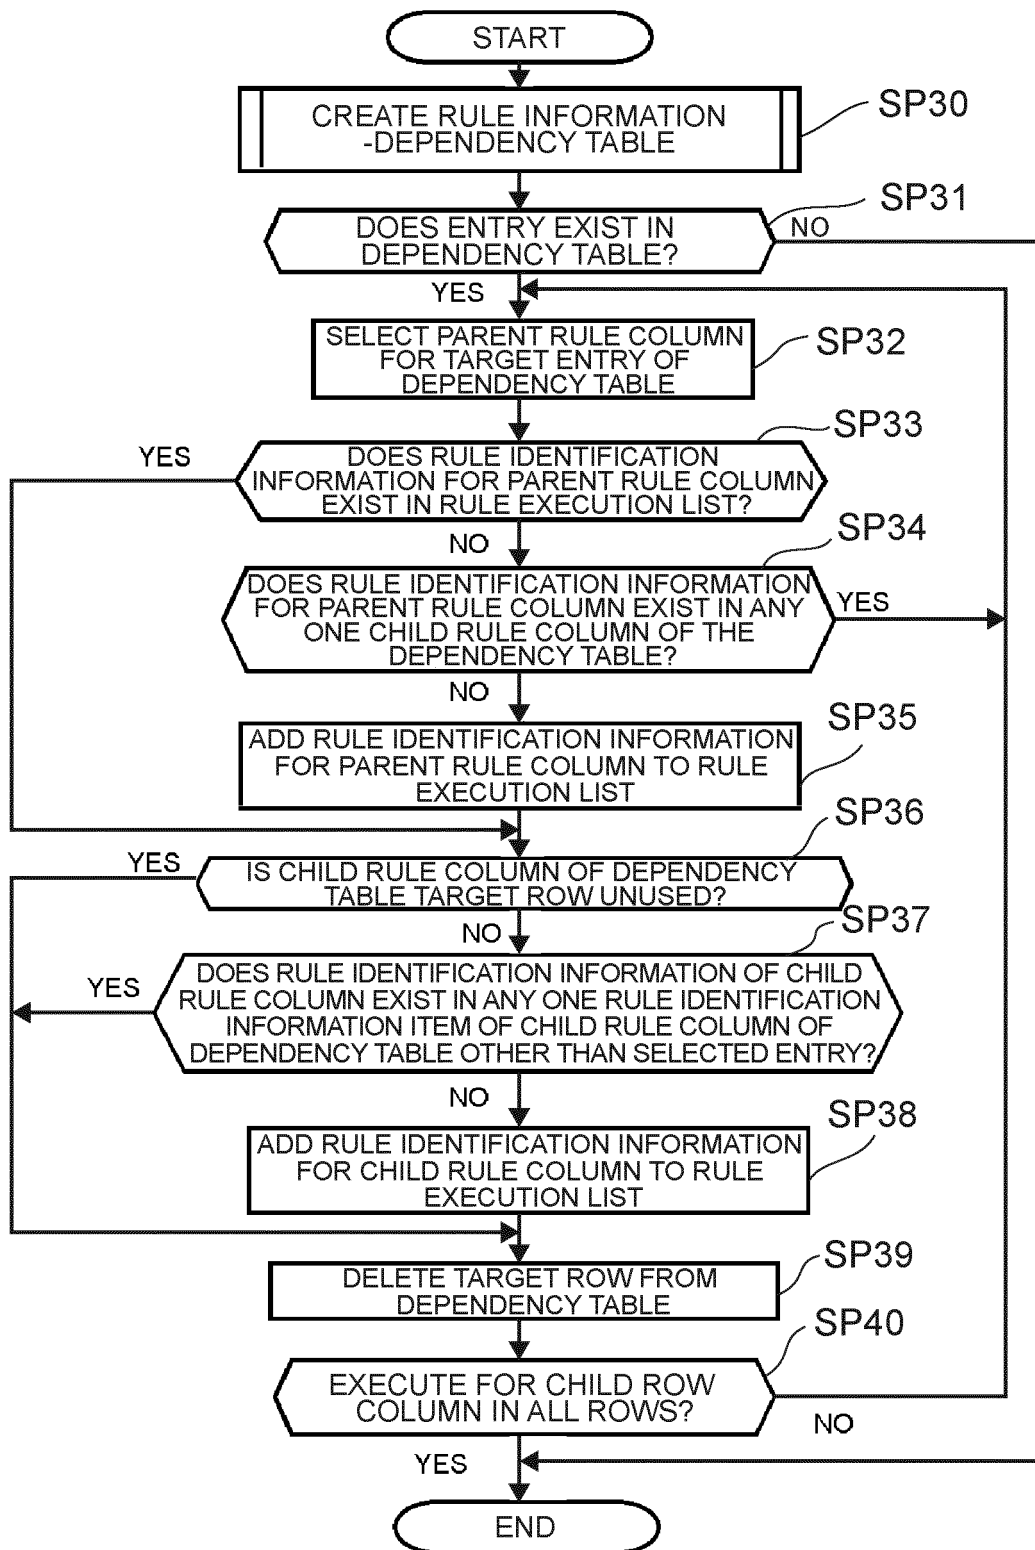 START
CREATE RULE INFORMATION
-DEPENDENCY TABLE
SP30
DOES ENTRY EXIST IN
DEPENDENCY TABLE?
SP31
NO
YES
SELECT PARENT RULE COLUMN
FOR TARGET ENTRY OF
DEPENDENCY TABLE
SP32
YES
DOES RULE IDENTIFICATION
INFORMATION FOR PARENT RULE COLUMN
EXIST IN RULE EXECUTION LIST?
SP33
NO
DOES RULE IDENTIFICATION INFORMATION
FOR PARENT RULE COLUMN EXIST IN ANY
ONE CHILD RULE COLUMN OF THE
DEPENDENCY TABLE?
SP34
YES
NO
ADD RULE IDENTIFICATION INFORMATION
FOR PARENT RULE COLUMN TO RULE
EXECUTION LIST
SP35
YES
IS CHILD RULE COLUMN OF DEPENDENCY
TABLE TARGET ROW UNUSED?
SP36
NO
YES
DOES RULE IDENTIFICATION INFORMATION OF CHILD
RULE COLUMN EXIST IN ANY ONE RULE IDENTIFICATION
INFORMATION ITEM OF CHILD RULE COLUMN OF
DEPENDENCY TABLE OTHER THAN SELECTED ENTRY?
SP37
NO
ADD RULE IDENTIFICATION INFORMATION
FOR CHILD RULE COLUMN TO RULE
EXECUTION LIST
SP38
DELETE TARGET ROW FROM
DEPENDENCY TABLE
SP39
EXECUTE FOR CHILD ROW
COLUMN IN ALL ROWS?
SP40
NO
YES
END